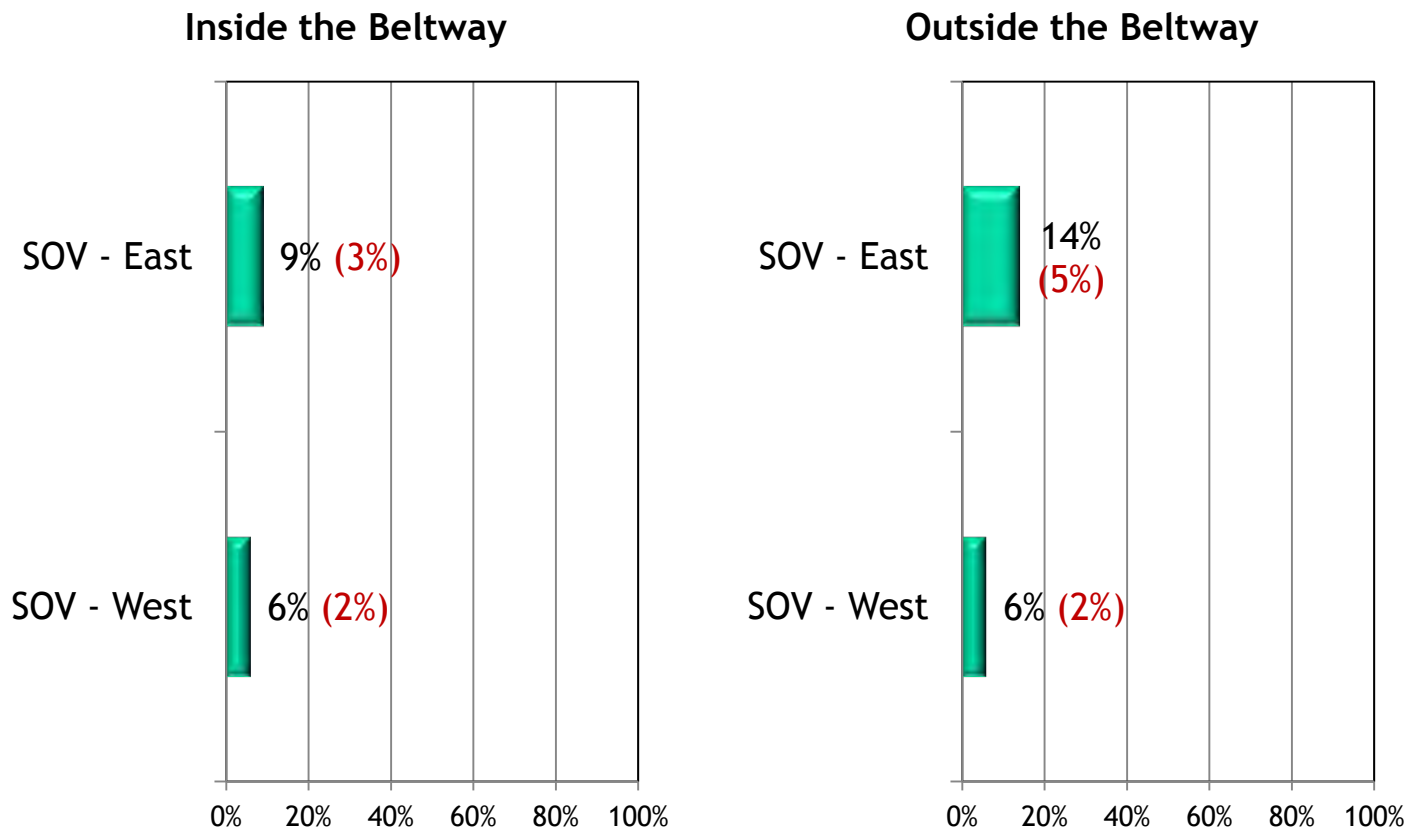 Inside the Beltway
SOV - East
9% (3%)
SOV - West
6% (2%)
0% 20% 40% 60% 80% 100%
Outside the Beltway
SOV - East
14%
(5%)
SOV - West
6% (2%)
0% 20% 40% 60% 80% 100%